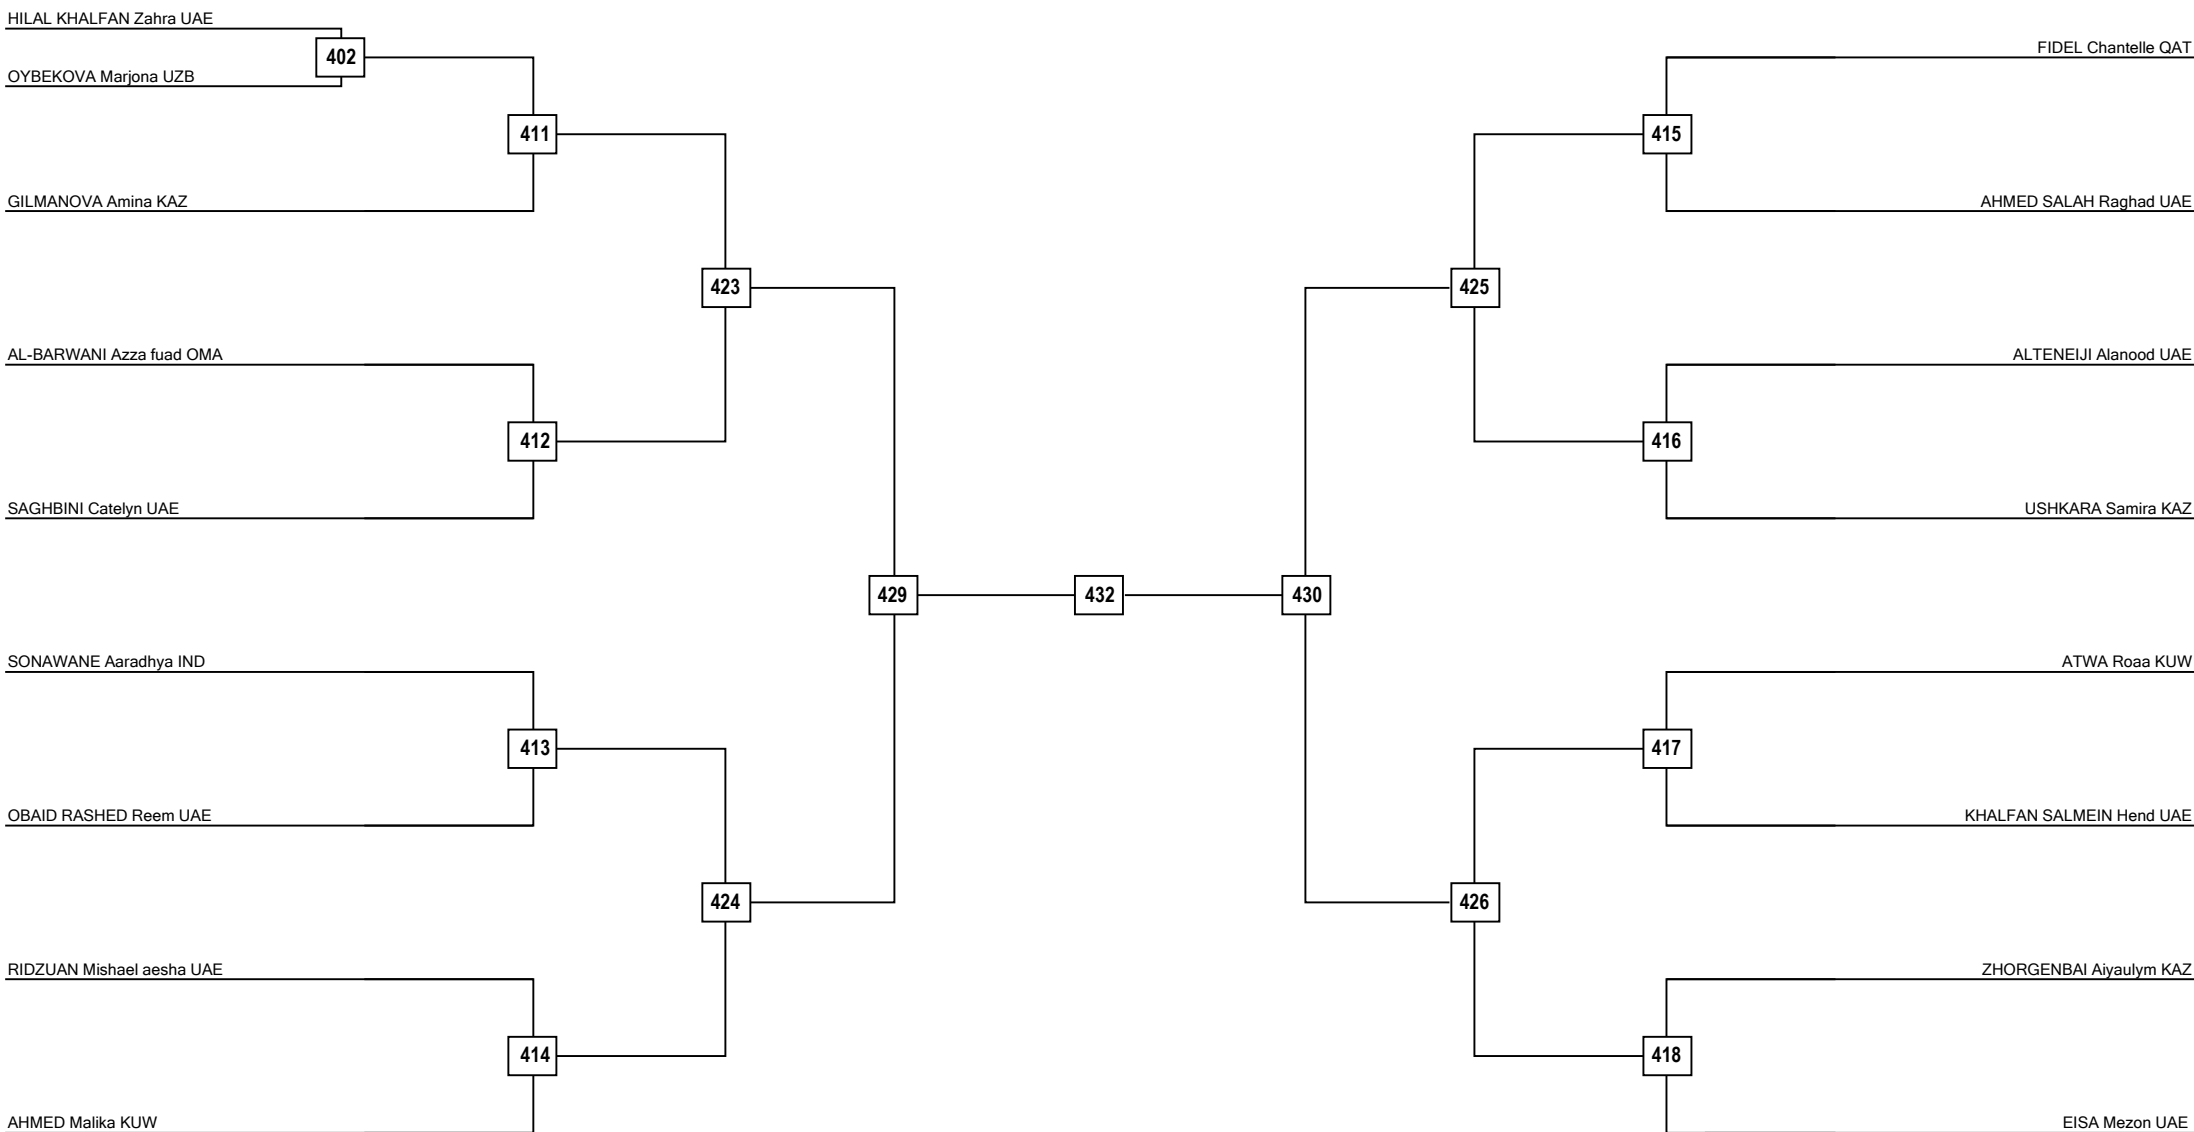 HILAL KHALFAN Zahra UAE
402
OYBEKOVA Marjona UZB
FIDEL Chantelle QAT
411
415
GILMANOVA Amina KAZ
AHMED SALAH Raghad UAE
423
425
AL-BARWANI Azza fuad OMA
ALTENEIJI Alanood UAE
412
416
SAGHBINI Catelyn UAE
USHKARA Samira KAZ
429
432
430
SONAWANE Aaradhya IND
ATWA Roaa KUW
413
417
OBAID RASHED Reem UAE
KHALFAN SALMEIN Hend UAE
424
426
RIDZUAN Mishael aesha UAE
ZHORGENBAI Aiyaulym KAZ
414
418
AHMED Malika KUW
EISA Mezon UAE